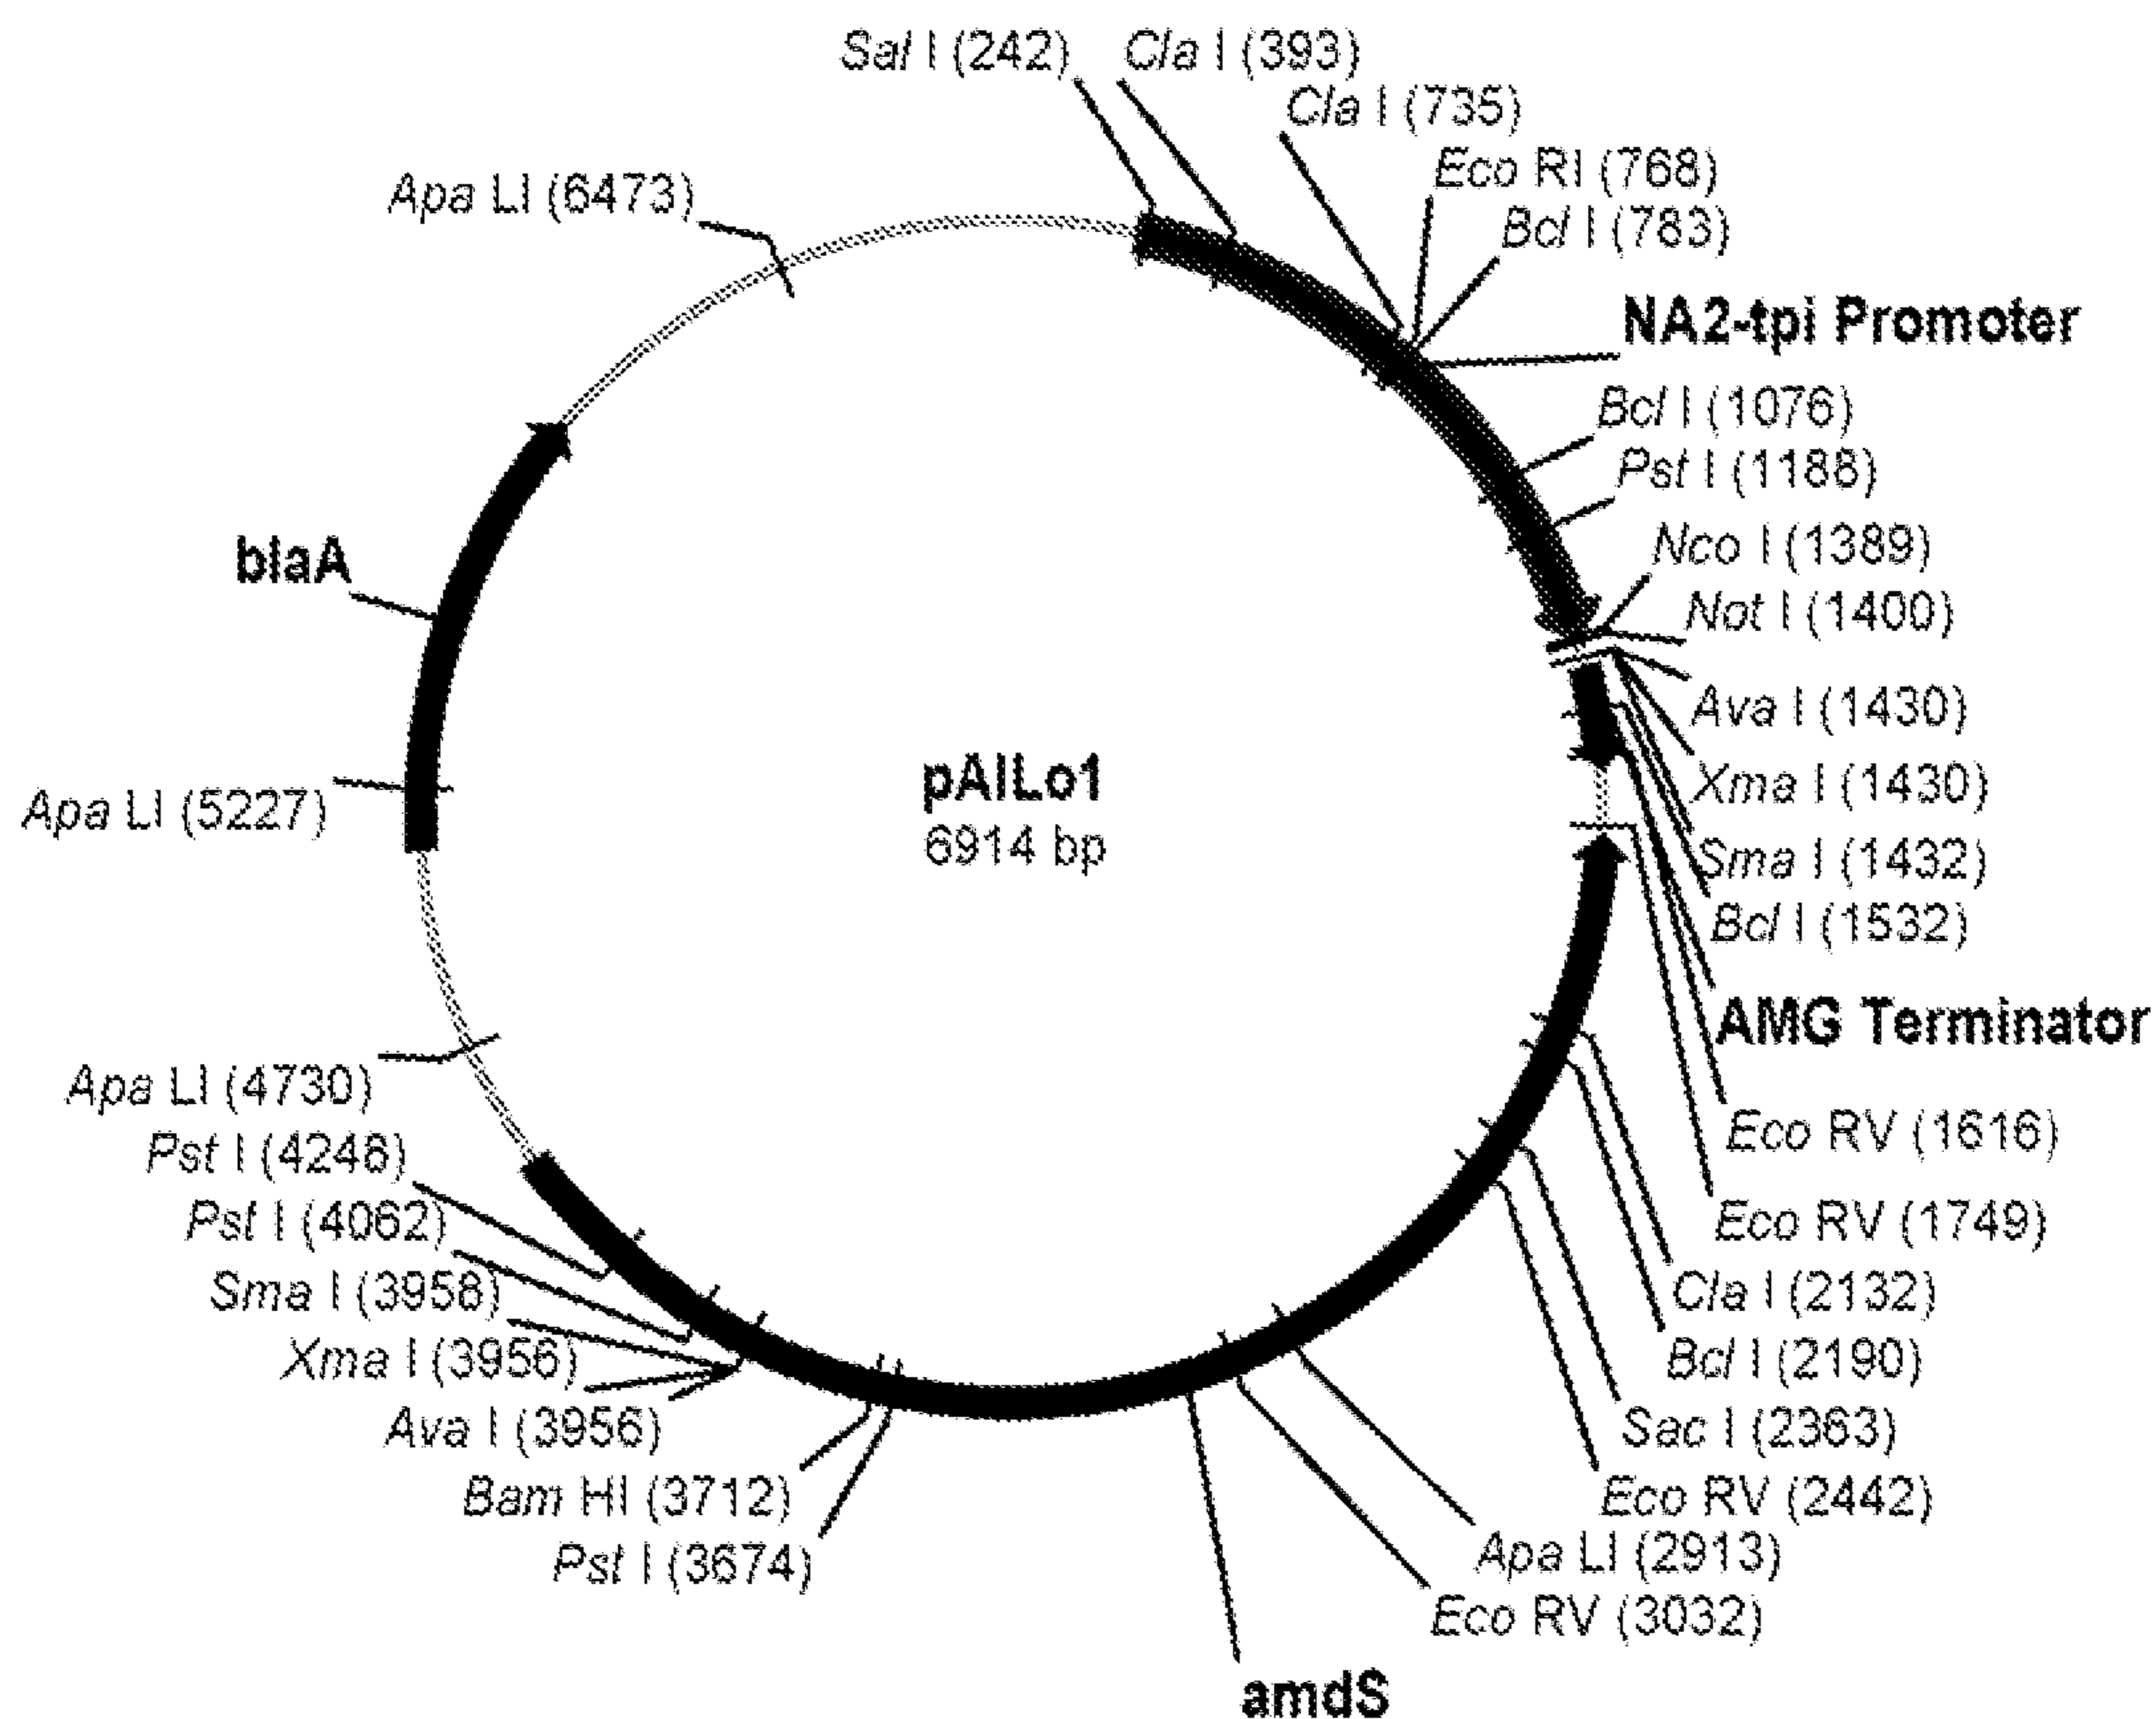 Sal I (242)
Cla I (393)
Cla I (735)
Eco RI (768)
Bcl I (783)
NA2-tpi Promoter
Bcl I (1076)
Pst I (1188)
Nco I (1389)
Not I (1400)
Ava I (1430)
Xma I (1430)
Sma I (1432)
Bcl I (1532)
AMG Terminator
Eco RV (1616)
Eco RV (1749)
Cla I (2132)
Bcl I (2190)
Sac I (2363)
Eco RV (2442)
Apa LI (2913)
Eco RV (3032)
amdS
Pst I (3674)
Bam HI (3712)
Ava I (3956)
Xma I (3956)
Sma I (3958)
Pst I (4062)
Pst I (4248)
Apa LI (4730)
Apa LI (5227)
blaA
Apa LI (6473)
pAILo1
6914 bp